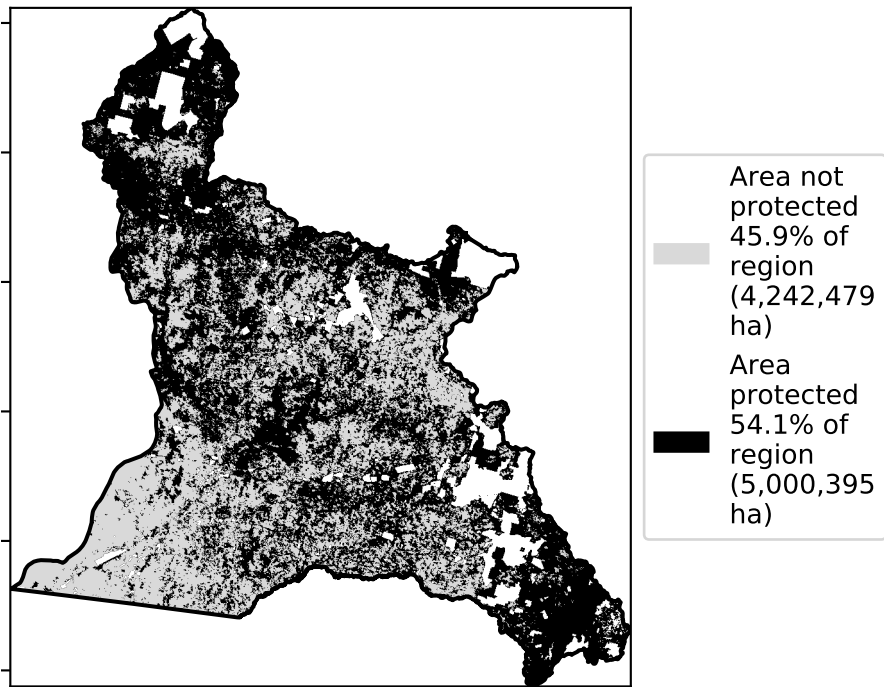 Area not
protected
45.9% of
region
(4,242,479
ha)
Area
protected
54.1% of
region
(5,000,395
ha)